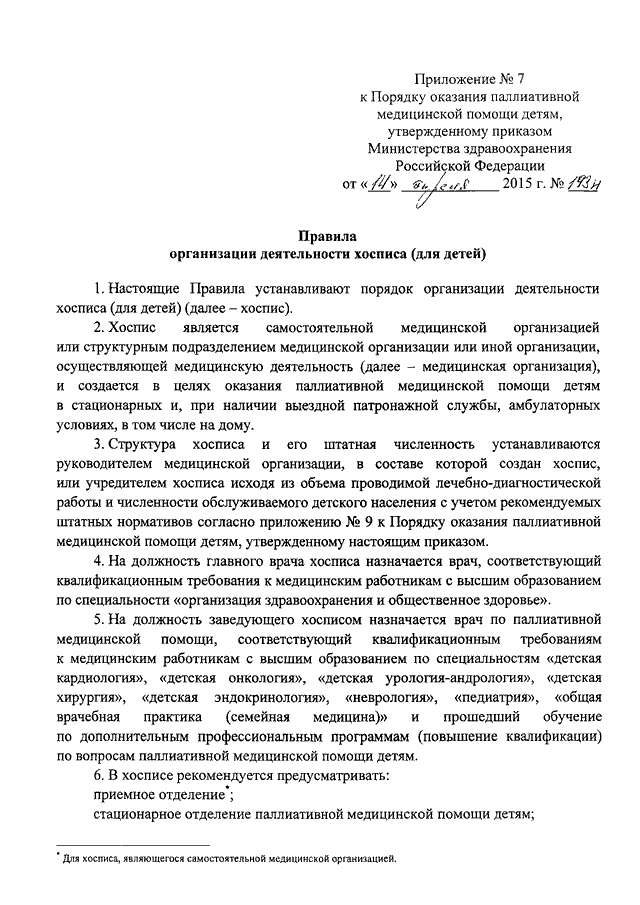 Приложение № 7
к Порядку оказания паллиативной
медицинской помощи детям,
утвержденному приказом
Министерства здравоохранения
Российской Федерации
от «14» апреля 2015 г. № 193н
Правила
организации деятельности хосписа (для детей)
1. Настоящие Правила устанавливают порядок организации деятельности
хосписа (для детей) (далее – хоспис).
2. Хоспис является самостоятельной медицинской организацией
или структурным подразделением медицинской организации или иной организации,
осуществляющей медицинскую деятельность (далее – медицинская организация),
и создается в целях оказания паллиативной медицинской помощи детям
в стационарных и, при наличии выездной патронажной службы, амбулаторных
условиях, в том числе на дому.
3. Структура хосписа и его штатная численность устанавливаются
руководителем медицинской организации, в составе которой создан хоспис,
или учредителем хосписа исходя из объема проводимой лечебно-диагностической
работы и численности обслуживаемого детского населения с учетом рекомендуемых
штатных нормативов согласно приложению № 9 к Порядку оказания паллиативной
медицинской помощи детям, утвержденному настоящим приказом.
4. На должность главного врача хосписа назначается врач, соответствующий
квалификационным требования к медицинским работникам с высшим образованием
по специальности «организация здравоохранения и общественное здоровье».
5. На должность заведующего хосписом назначается врач по паллиативной
медицинской помощи, соответствующий квалификационным требованиям
к медицинским работникам с высшим образованием по специальностям «детская
кардиология», «детская онкология», «детская урология-андрология», «детская
хирургия», «детская эндокринология», «неврология», «педиатрия», «общая
врачебная практика (семейная медицина)» и прошедший обучение
по дополнительным профессиональным программам (повышение квалификации)
по вопросам паллиативной медицинской помощи детям.
6. В хосписе рекомендуется предусматривать:
приемное отделение*;
стационарное отделение паллиативной медицинской помощи детям;
* Для хосписа, являющегося самостоятельной медицинской организацией.